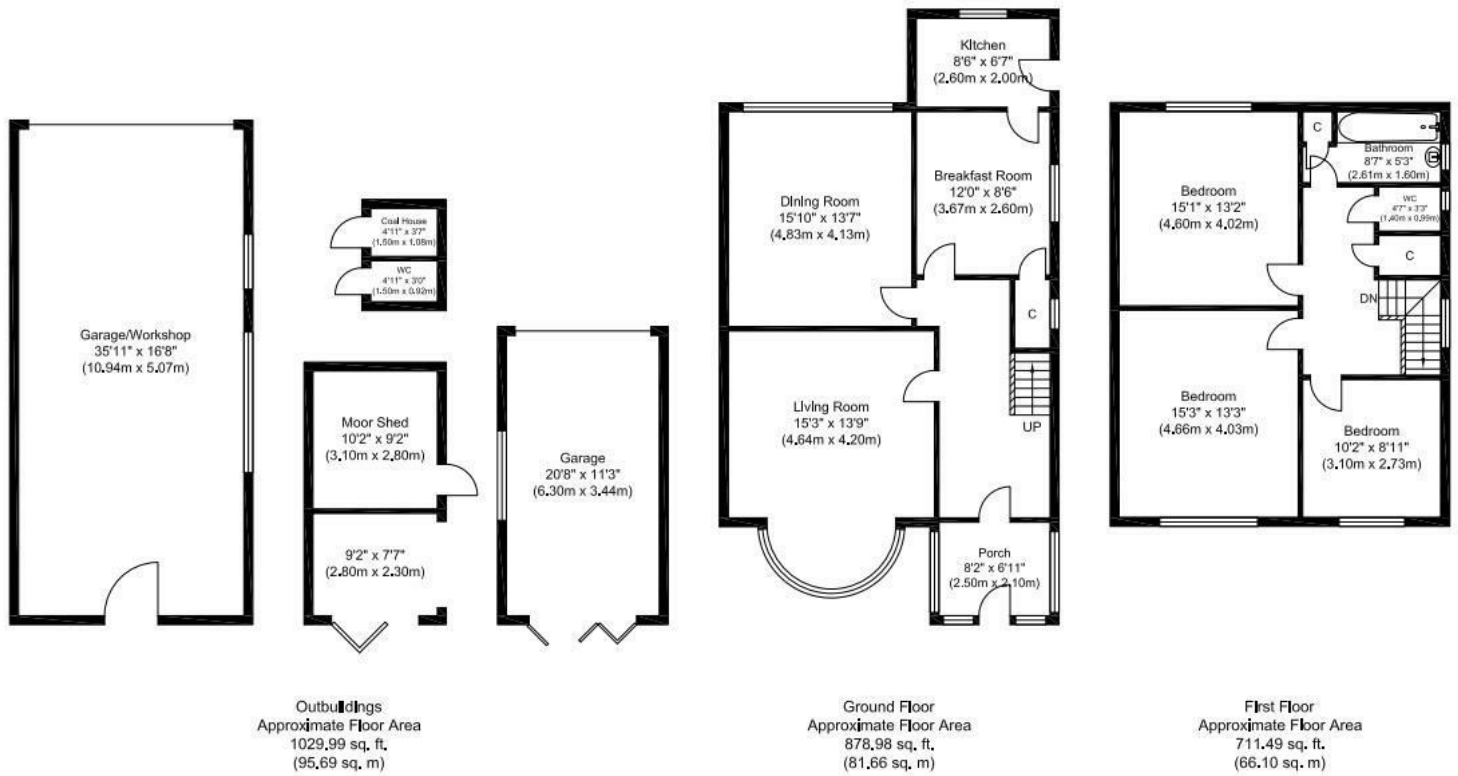 Garage/Workshop
35'11" x 16'8"
(10.94m x 5.07m)
Coal House
4'11" x 3'7"
(1.50m x 1.08m)
WC
4'11" x 3'0"
(1.50m x 0.92m)
Moor Shed
10'2" x 9'2"
(3.10m x 2.80m)
9'2" x 7'7"
(2.80m x 2.30m)
Garage
20'8" x 11'3"
(6.30m x 3.44m)
Outbuildings
Approximate Floor Area
1029.99 sq. ft.
(95.69 sq. m)
Kitchen
8'6" x 6'7"
(2.60m x 2.00m)
Dining Room
15'10" x 13'7"
(4.83m x 4.13m)
Breakfast Room
12'0" x 8'6"
(3.67m x 2.60m)
C
Living Room
15'3" x 13'9"
(4.64m x 4.20m)
UP
Porch
8'2" x 6'11"
(2.50m x 2.10m)
Ground Floor
Approximate Floor Area
878.98 sq. ft.
(81.66 sq. m)
C
Bathroom
8'7" x 5'3"
(2.61m x 1.60m)
Bedroom
15'1" x 13'2"
(4.60m x 4.02m)
WC
4'7" x 3'3"
(1.40m x 0.99m)
C
DN
Bedroom
15'3" x 13'3"
(4.66m x 4.03m)
Bedroom
10'2" x 8'11"
(3.10m x 2.73m)
First Floor
Approximate Floor Area
711.49 sq. ft.
(66.10 sq. m)